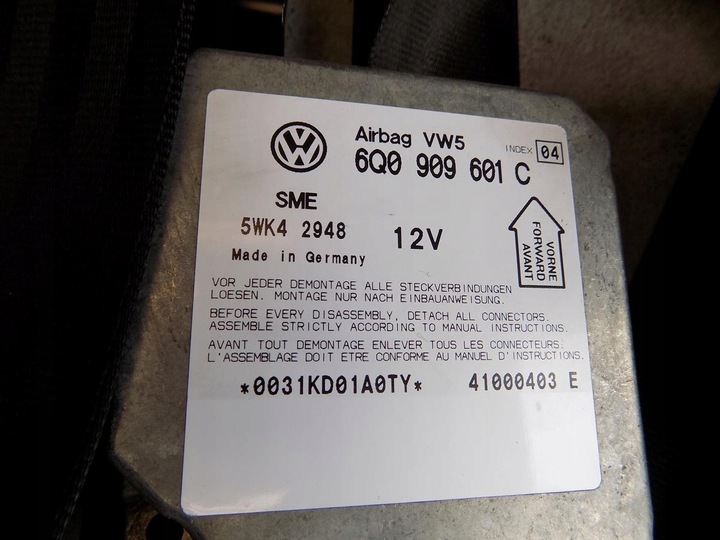 Airbag VW5
INDEX 04
6Q0 909 601 C
SME
5WK4 2948
12V
Made in Germany
VORNE
FORWARD
AVANT
VOR JEDER DEMONTAGE ALLE STECKVERBINDUNGEN
LOESEN. MONTAGE NUR NACH EINBAUANWEISUNG.
BEFORE EVERY DISASSEMBLY, DETACH ALL CONNECTORS.
ASSEMBLE STRICTLY ACCORDING TO MANUAL INSTRUCTIONS.
AVANT TOUT DEMONTAGE ENLEVER TOUS LES CONNECTEURS.
L'ASSEMBLAGE DOIT ETRE CONFORME AU MANUEL D'INSTRUCTIONS.
*0031KD01A0TY* 41000403 E